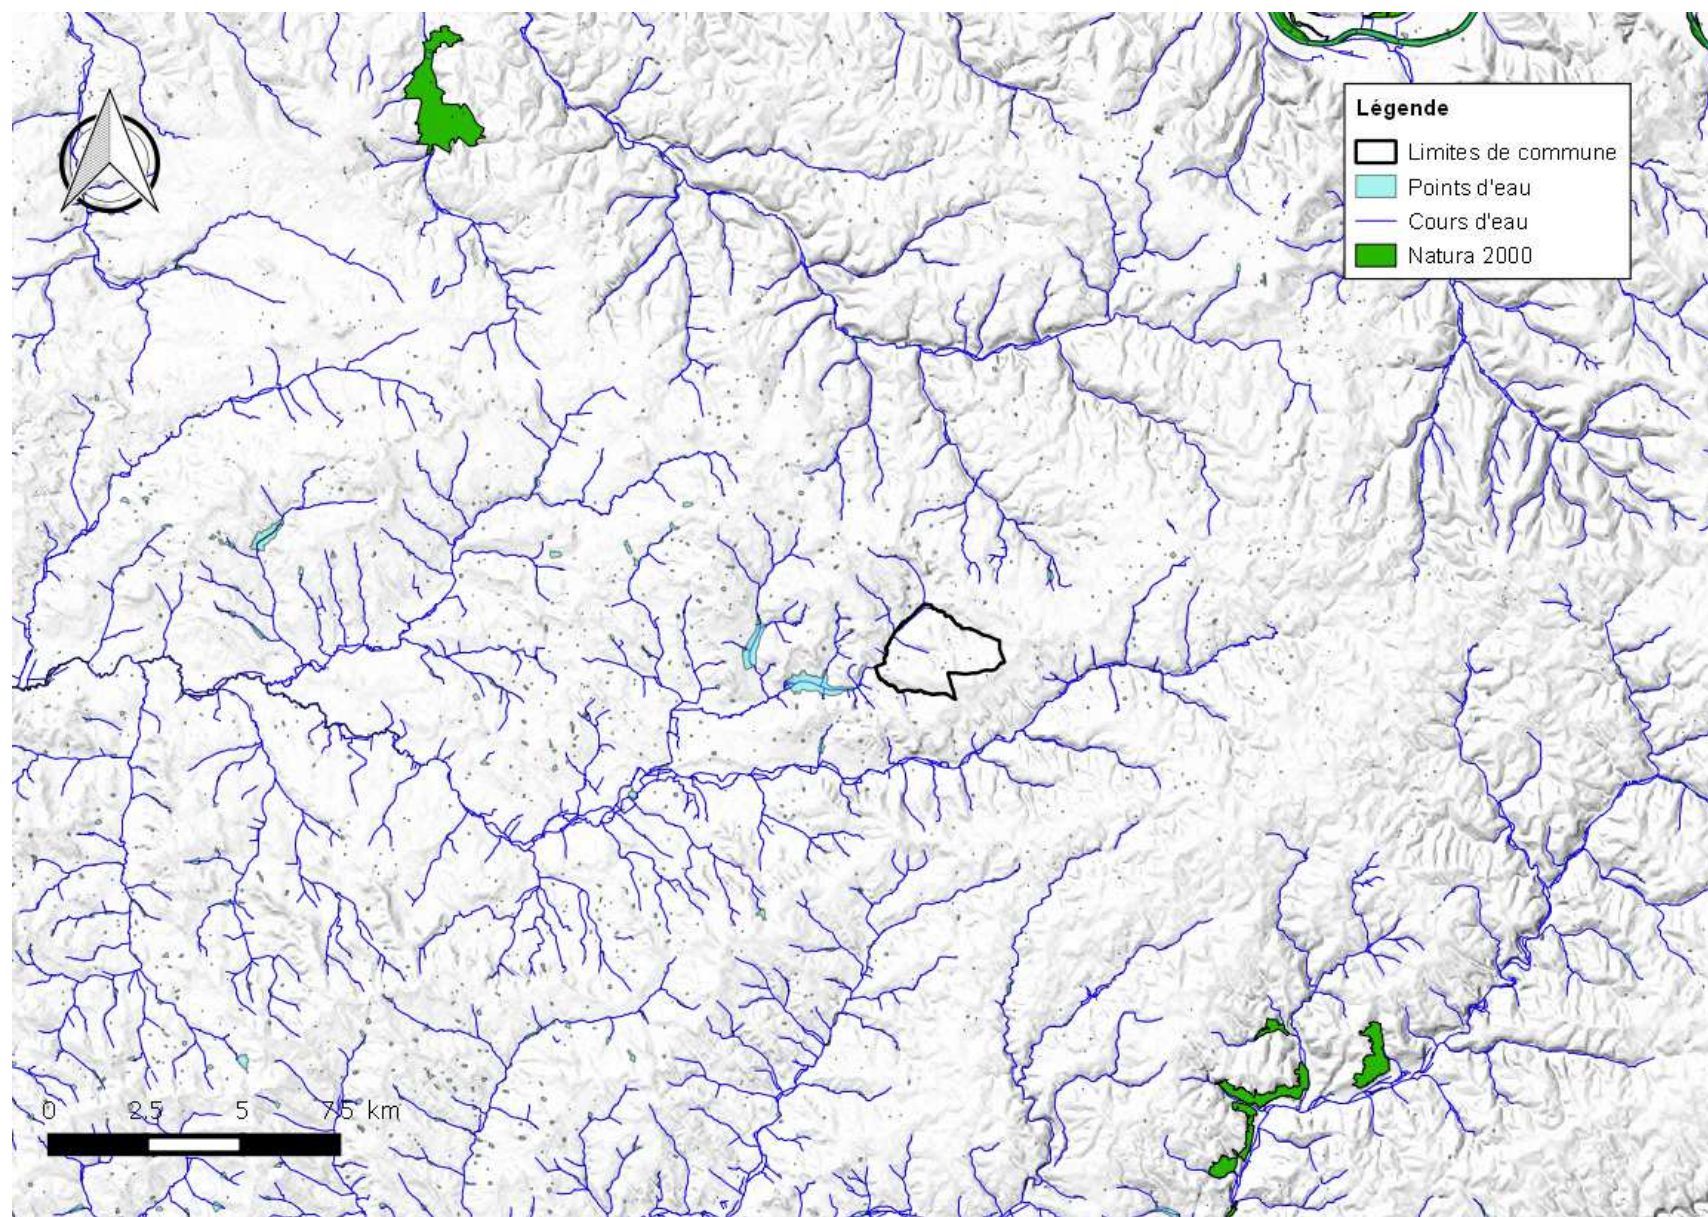 Légende
Limites de commune
Points d'eau
Cours d'eau
Natura 2000
0 2,5 5 7,5 km